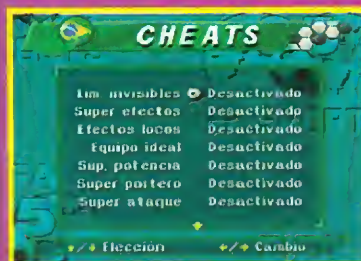 CHEATS
Lim. invisibles Desactivado
Super efectos Desactivado
Efectos locos Desactivado
Equipo ideal Desactivado
Sup. potencia Desactivado
Super portero Desactivado
Super ataque Desactivado
Elección Cambio